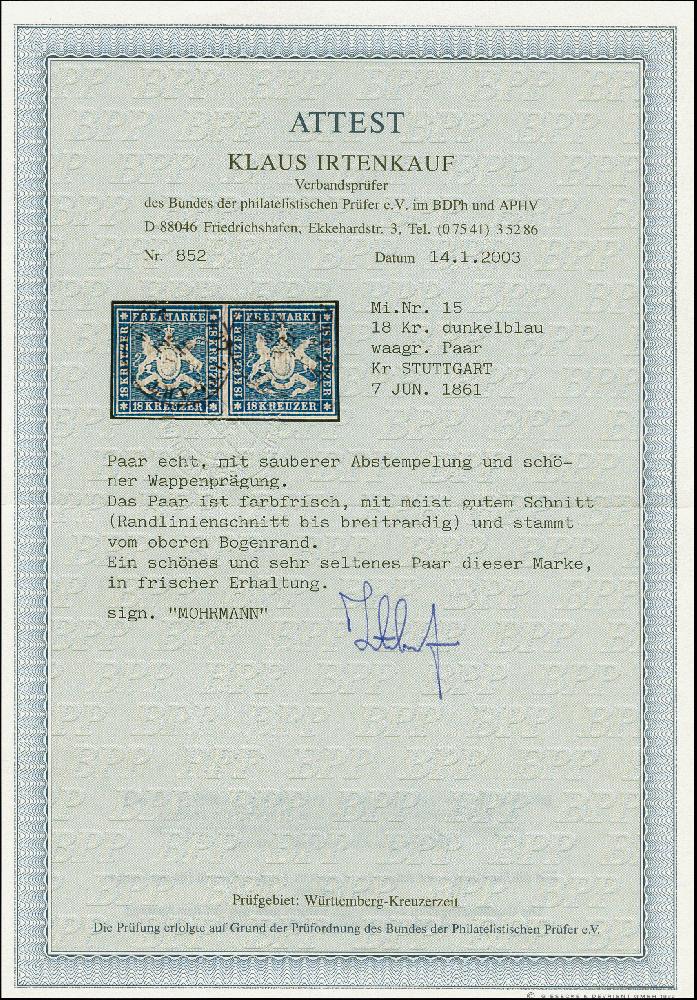 ATTEST
KLAUS IRTENKAUF
Verbandsprüfer
des Bundes der philatelistischen Prüfer e.V. im BDPh und APHV
D-88046 Friedrichshafen, Ekkehardstr. 3, Tel. (07541) 35286
Nr. 852 Datum 14.1.2003
FREIMARKE FREIMARKE
18 KREUZER 18 KREUZER
Mi.Nr. 15
18 Kr. dunkelblau
waagr. Paar
Kr STUTTGART
7 JUN. 1861
Paar echt, mit sauberer Abstempelung und schö-
ner Wappenprägung.
Das Paar ist farbfrisch, mit meist gutem Schnitt
(Randlinienschnitt bis breitrandig) und stammt
vom oberen Bogenrand.
Ein schönes und sehr seltenes Paar dieser Marke,
in frischer Erhaltung.
sign. "MOHRMANN"
Prüfgebiet: Württemberg-Kreuzerzeit
Die Prüfung erfolgte auf Grund der Prüfordnung des Bundes der Philatelistischen Prüfer e.V.